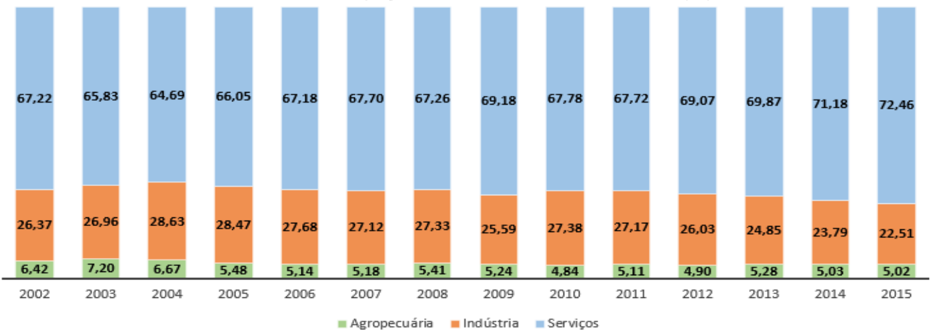 67,22 65,83 64,69 66,05 67,18 67,70 67,26 69,18 67,78 67,72 69,07 69,87 71,18 72,46
26,37 26,96 28,63 28,47 27,68 27,12 27,33 25,59 27,38 27,17 26,03 24,85 23,79 22,51
6,42 7,20 6,67 5,48 5,14 5,18 5,41 5,24 4,84 5,11 4,90 5,28 5,03 5,02
2002 2003 2004 2005 2006 2007 2008 2009 2010 2011 2012 2013 2014 2015
Agropecuária Indústria Serviços